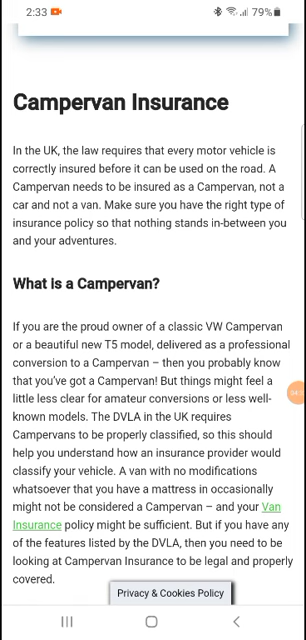 2:33 79%
Campervan Insurance
In the UK, the law requires that every motor vehicle is
correctly insured before it can be used on the road. A
Campervan needs to be insured as a Campervan, not a
car and not a van. Make sure you have the right type of
insurance policy so that nothing stands in-between you
and your adventures.
What is a Campervan?
If you are the proud owner of a classic VW Campervan
or a beautiful new T5 model, delivered as a professional
conversion to a Campervan – then you probably know
that you've got a Campervan! But things might feel a
little less clear for amateur conversions or less well-
known models. The DVLA in the UK requires
Campervans to be properly classified, so this should
help you understand how an insurance provider would
classify your vehicle. A van with no modifications
whatsoever that you have a mattress in occasionally
might not be considered a Campervan – and your Van
Insurance policy might be sufficient. But if you have any
of the features listed by the DVLA, then you need to be
looking at Campervan Insurance to be legal and properly
covered.
Privacy & Cookies Policy